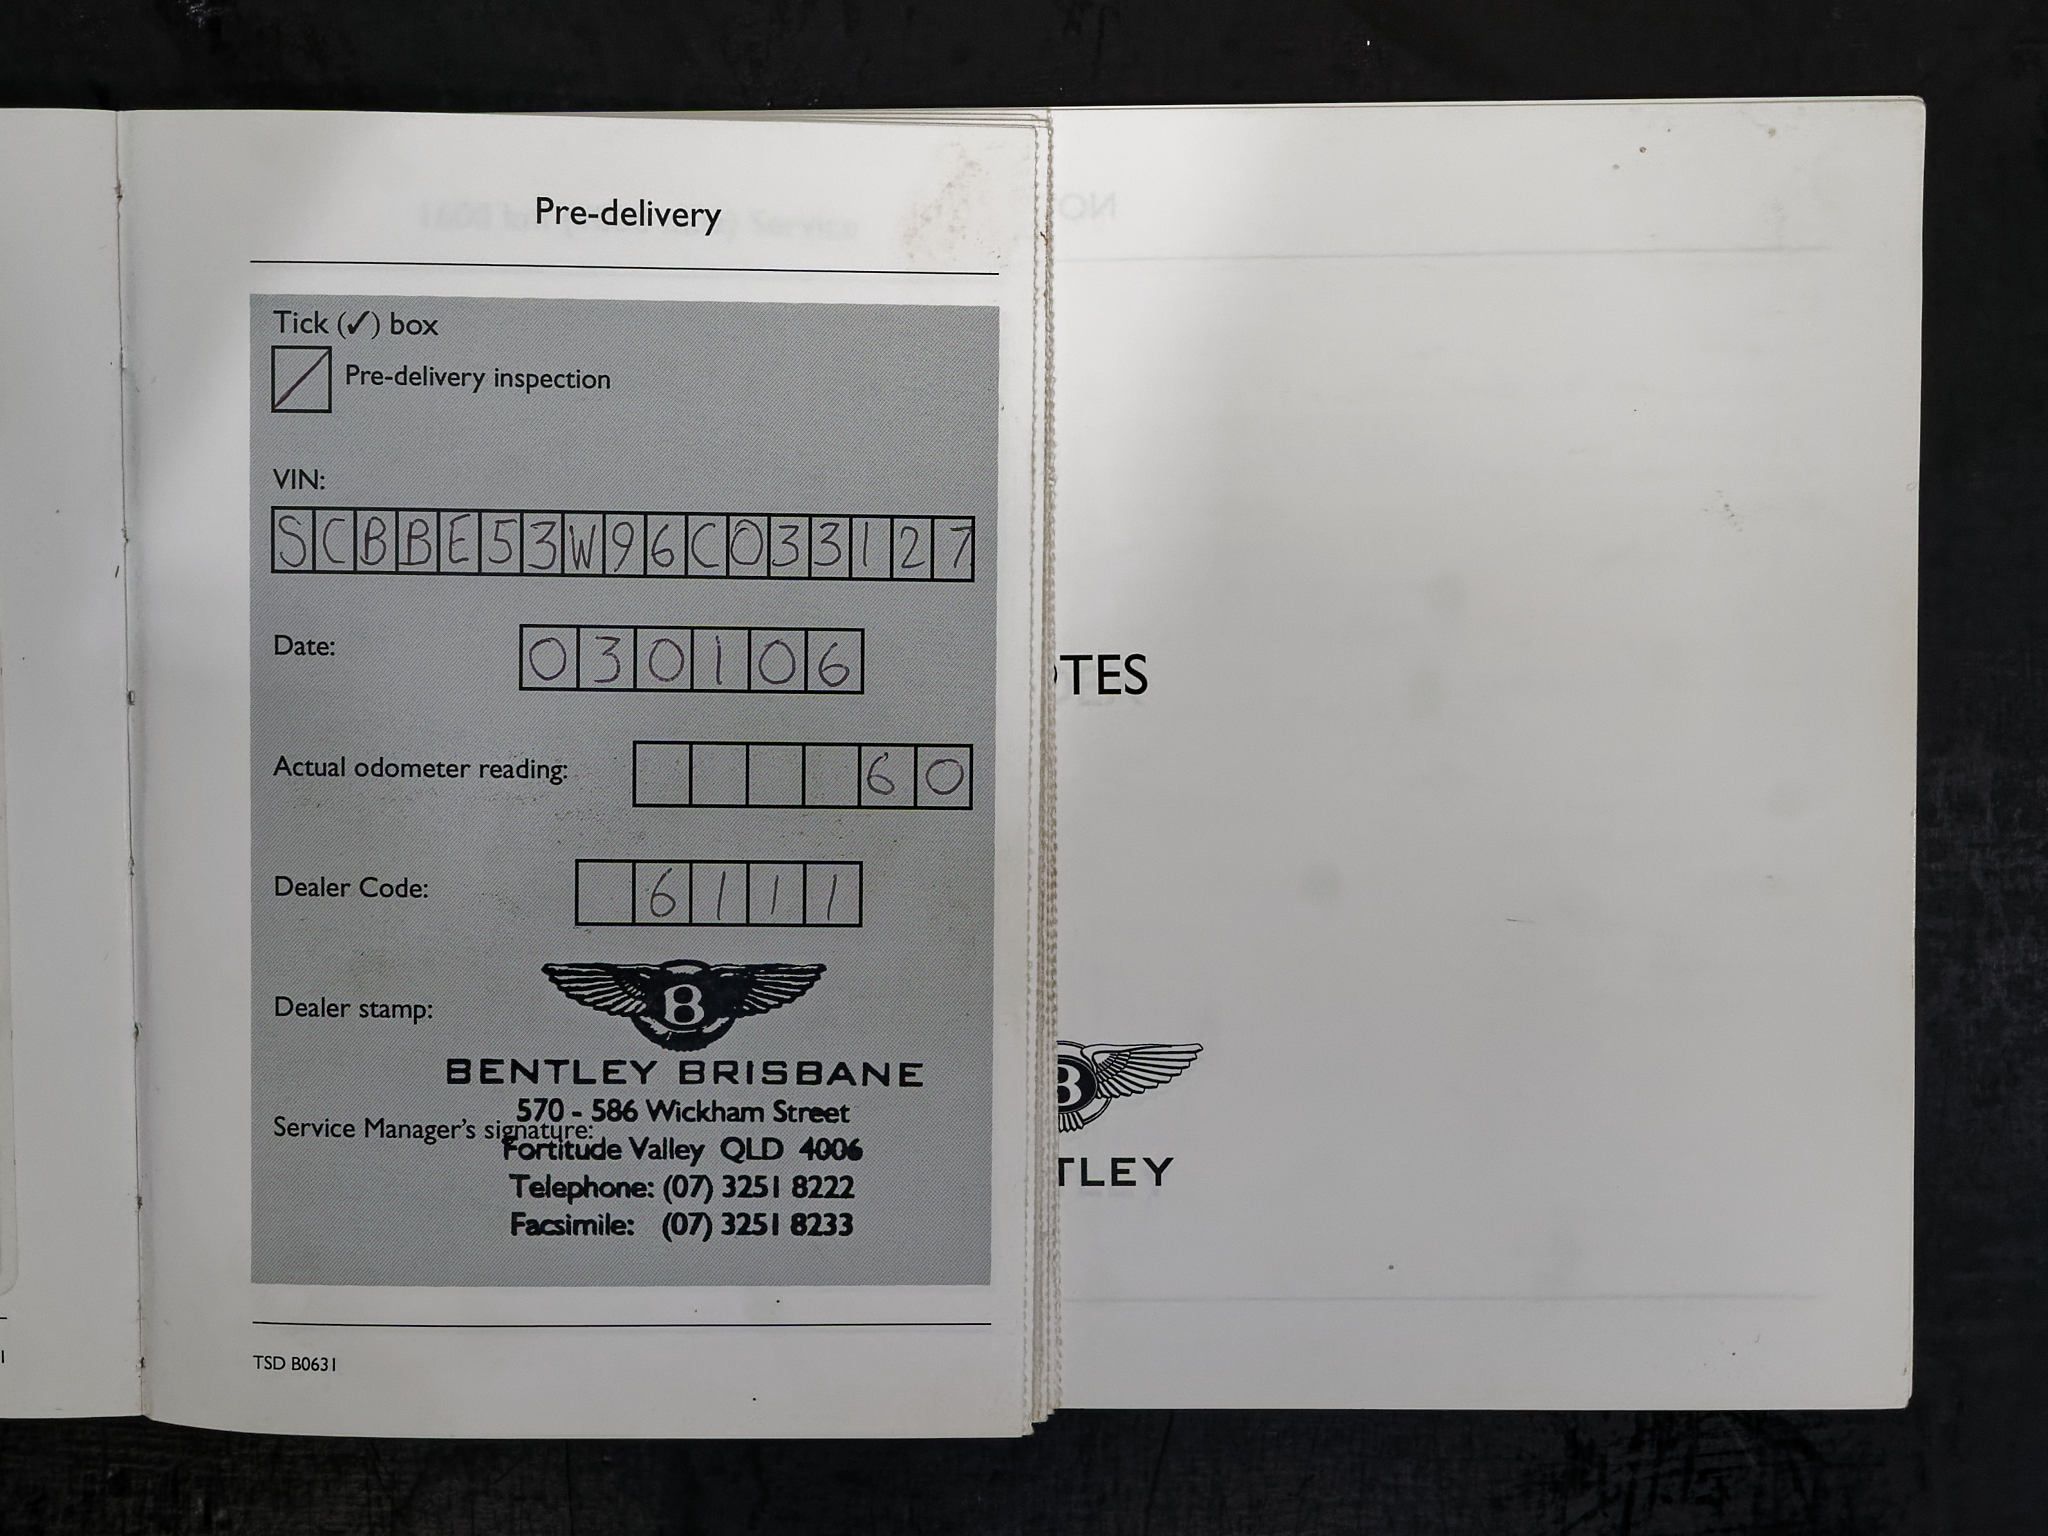 Pre-delivery
Tick (✓) box
Pre-delivery inspection
VIN:
SCBBE53W96C033127
Date:
030106
Actual odometer reading:
60
Dealer Code:
6111
B
Dealer stamp:
BENTLEY BRISBANE
570 - 586 Wickham Street
Service Manager's signature:
Fortitude Valley QLD 4006
Telephone: (07) 3251 8222
Facsimile: (07) 3251 8233
TSD B0631
OTES
B
TLEY